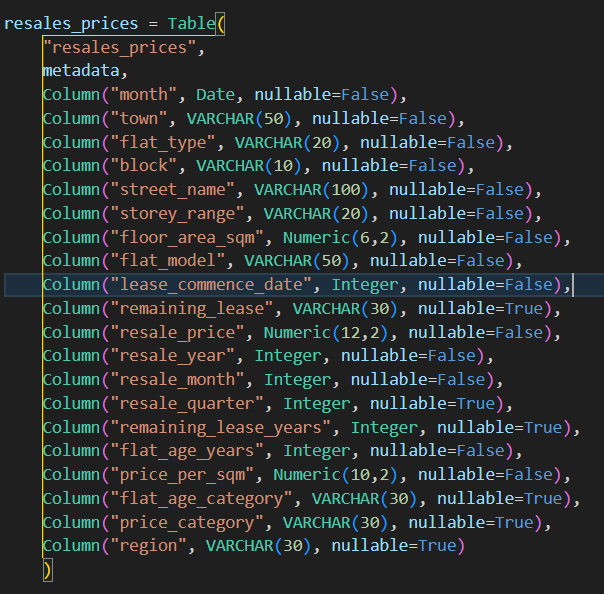 resales_prices = Table(
"resales_prices",
metadata,
Column("month", Date, nullable=False),
Column("town", VARCHAR(50), nullable=False),
Column("flat_type", VARCHAR(20), nullable=False),
Column("block", VARCHAR(10), nullable=False),
Column("street_name", VARCHAR(100), nullable=False),
Column("storey_range", VARCHAR(20), nullable=False),
Column("floor_area_sqm", Numeric(6,2), nullable=False),
Column("flat_model", VARCHAR(50), nullable=False),
Column("lease_commence_date", Integer, nullable=False),
Column("remaining_lease", VARCHAR(30), nullable=True),
Column("resale_price", Numeric(12,2), nullable=False),
Column("resale_year", Integer, nullable=False),
Column("resale_month", Integer, nullable=False),
Column("resale_quarter", Integer, nullable=True),
Column("remaining_lease_years", Integer, nullable=True),
Column("flat_age_years", Integer, nullable=False),
Column("price_per_sqm", Numeric(10,2), nullable=False),
Column("flat_age_category", VARCHAR(30), nullable=True),
Column("price_category", VARCHAR(30), nullable=True),
Column("region", VARCHAR(30), nullable=True)
)